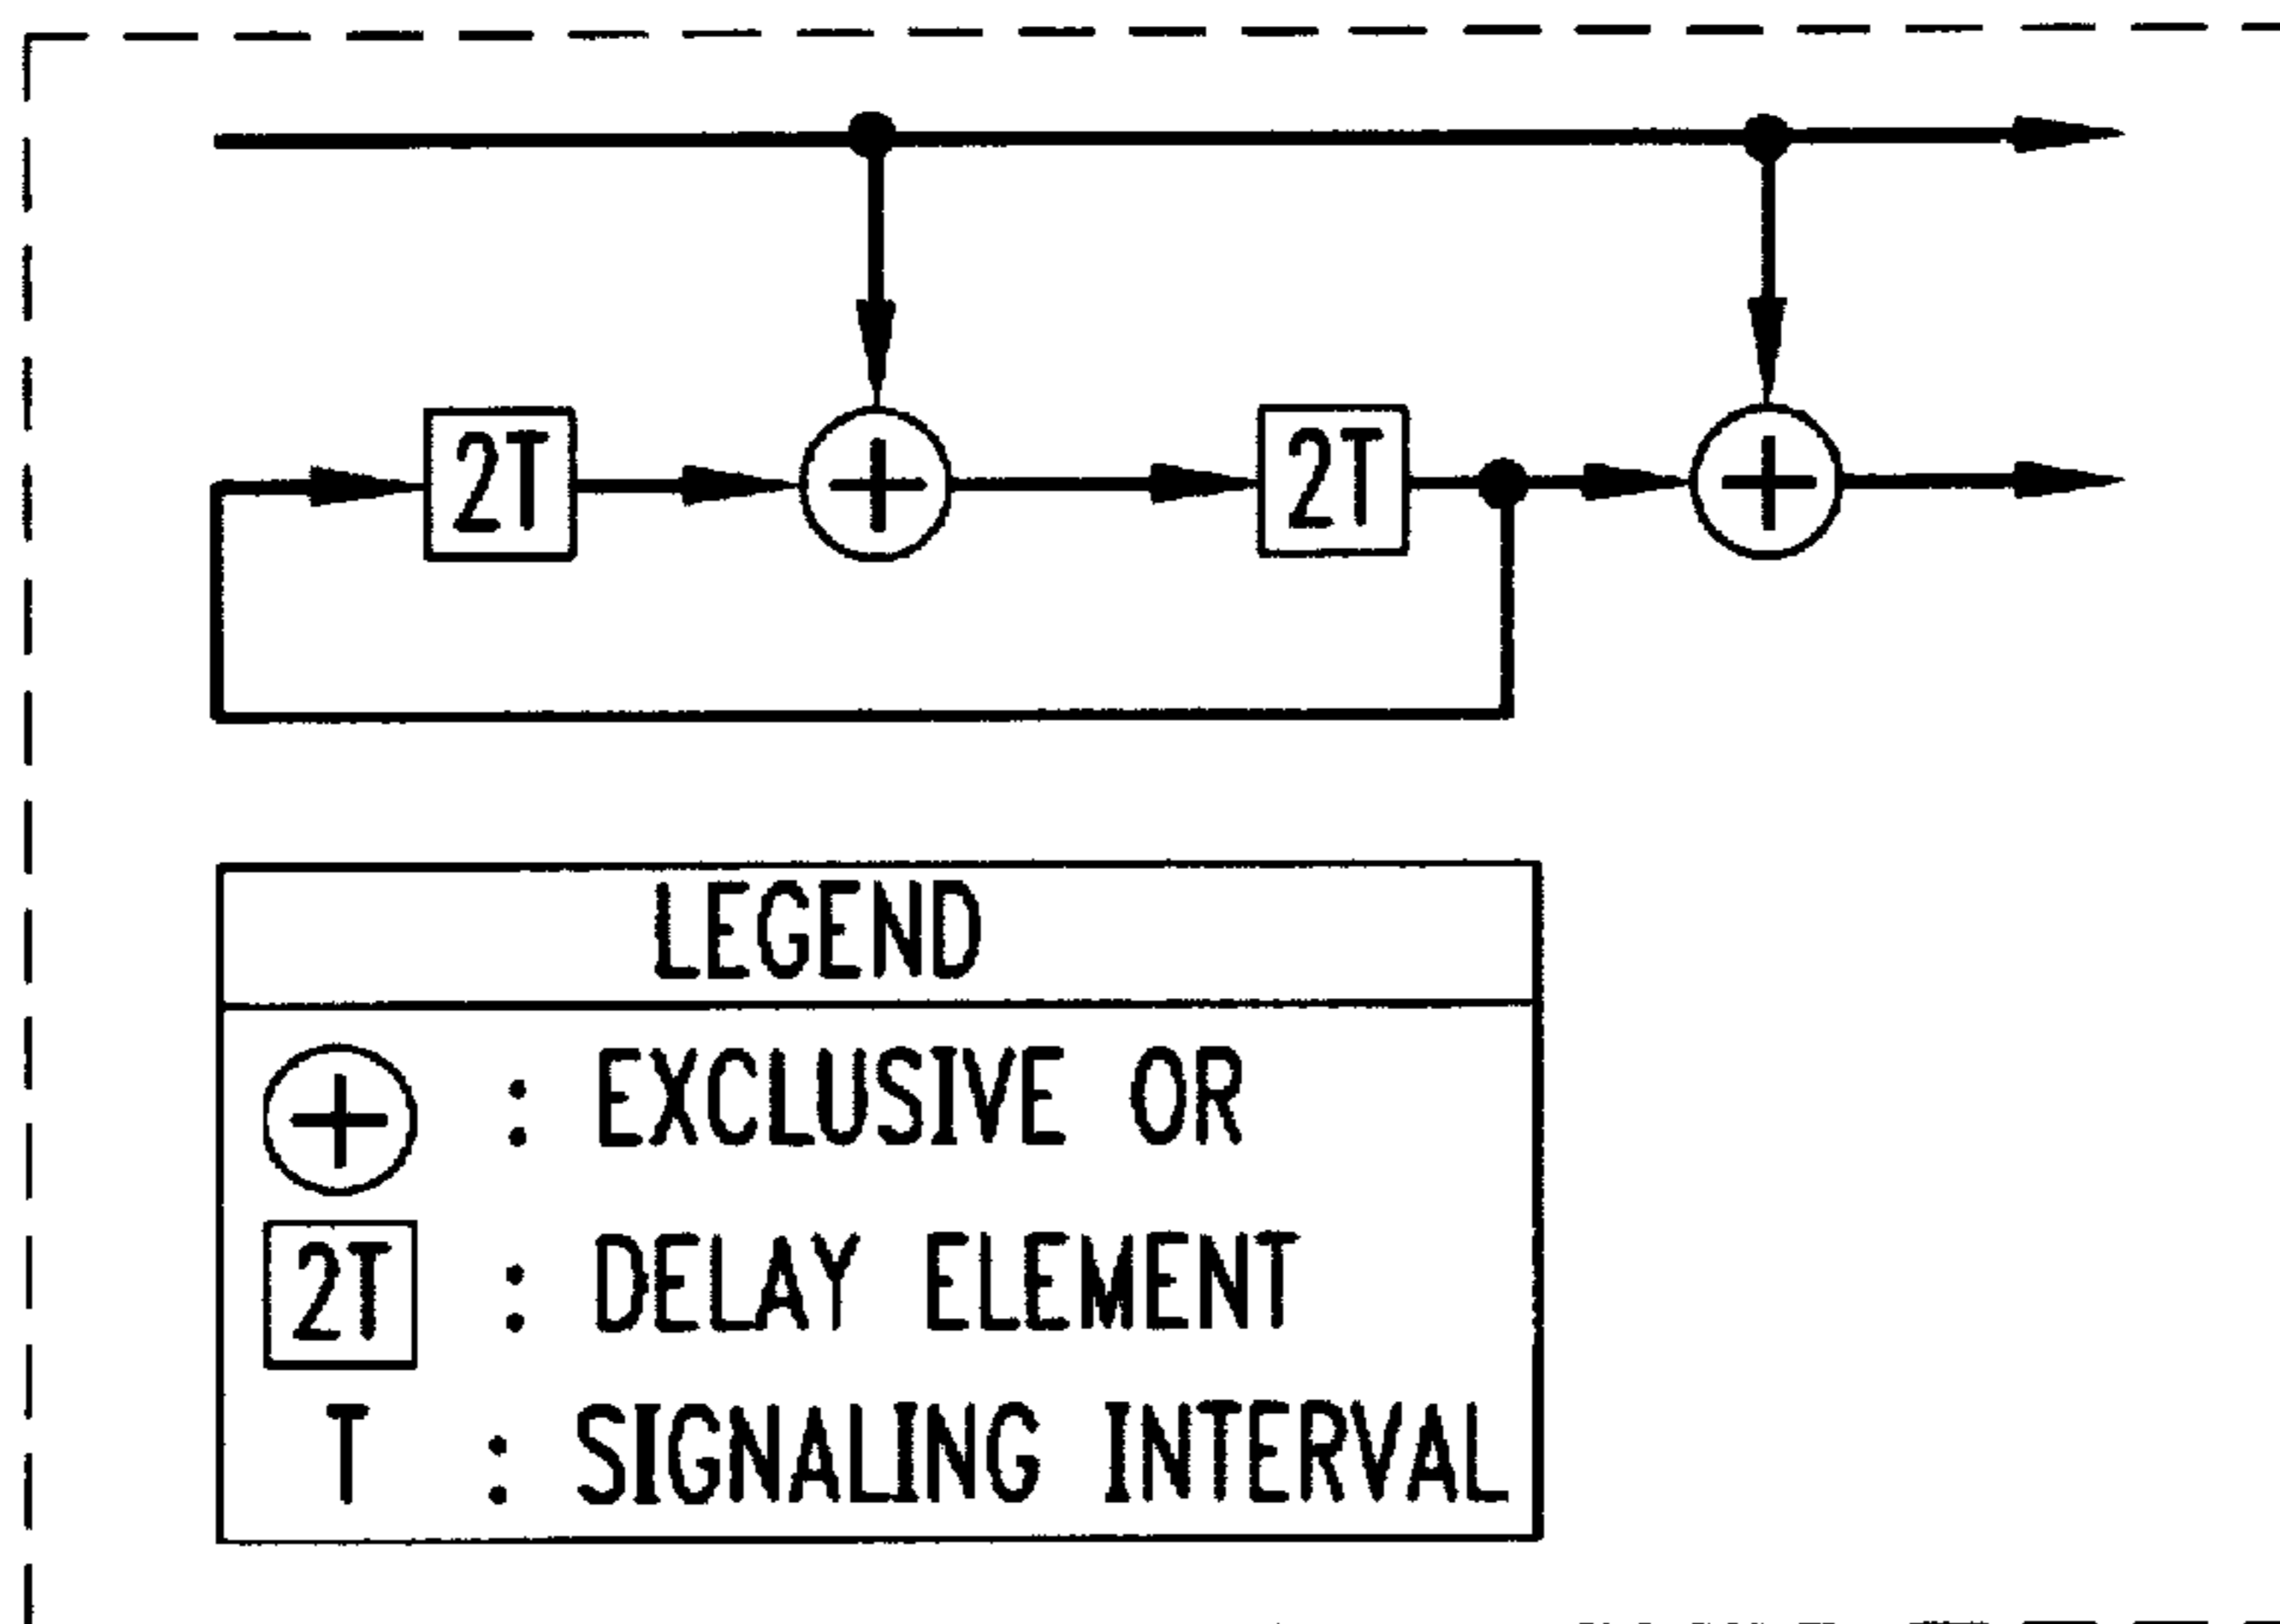 2T 2T
LEGEND
: EXCLUSIVE OR
2T : DELAY ELEMENT
T : SIGNALING INTERVAL